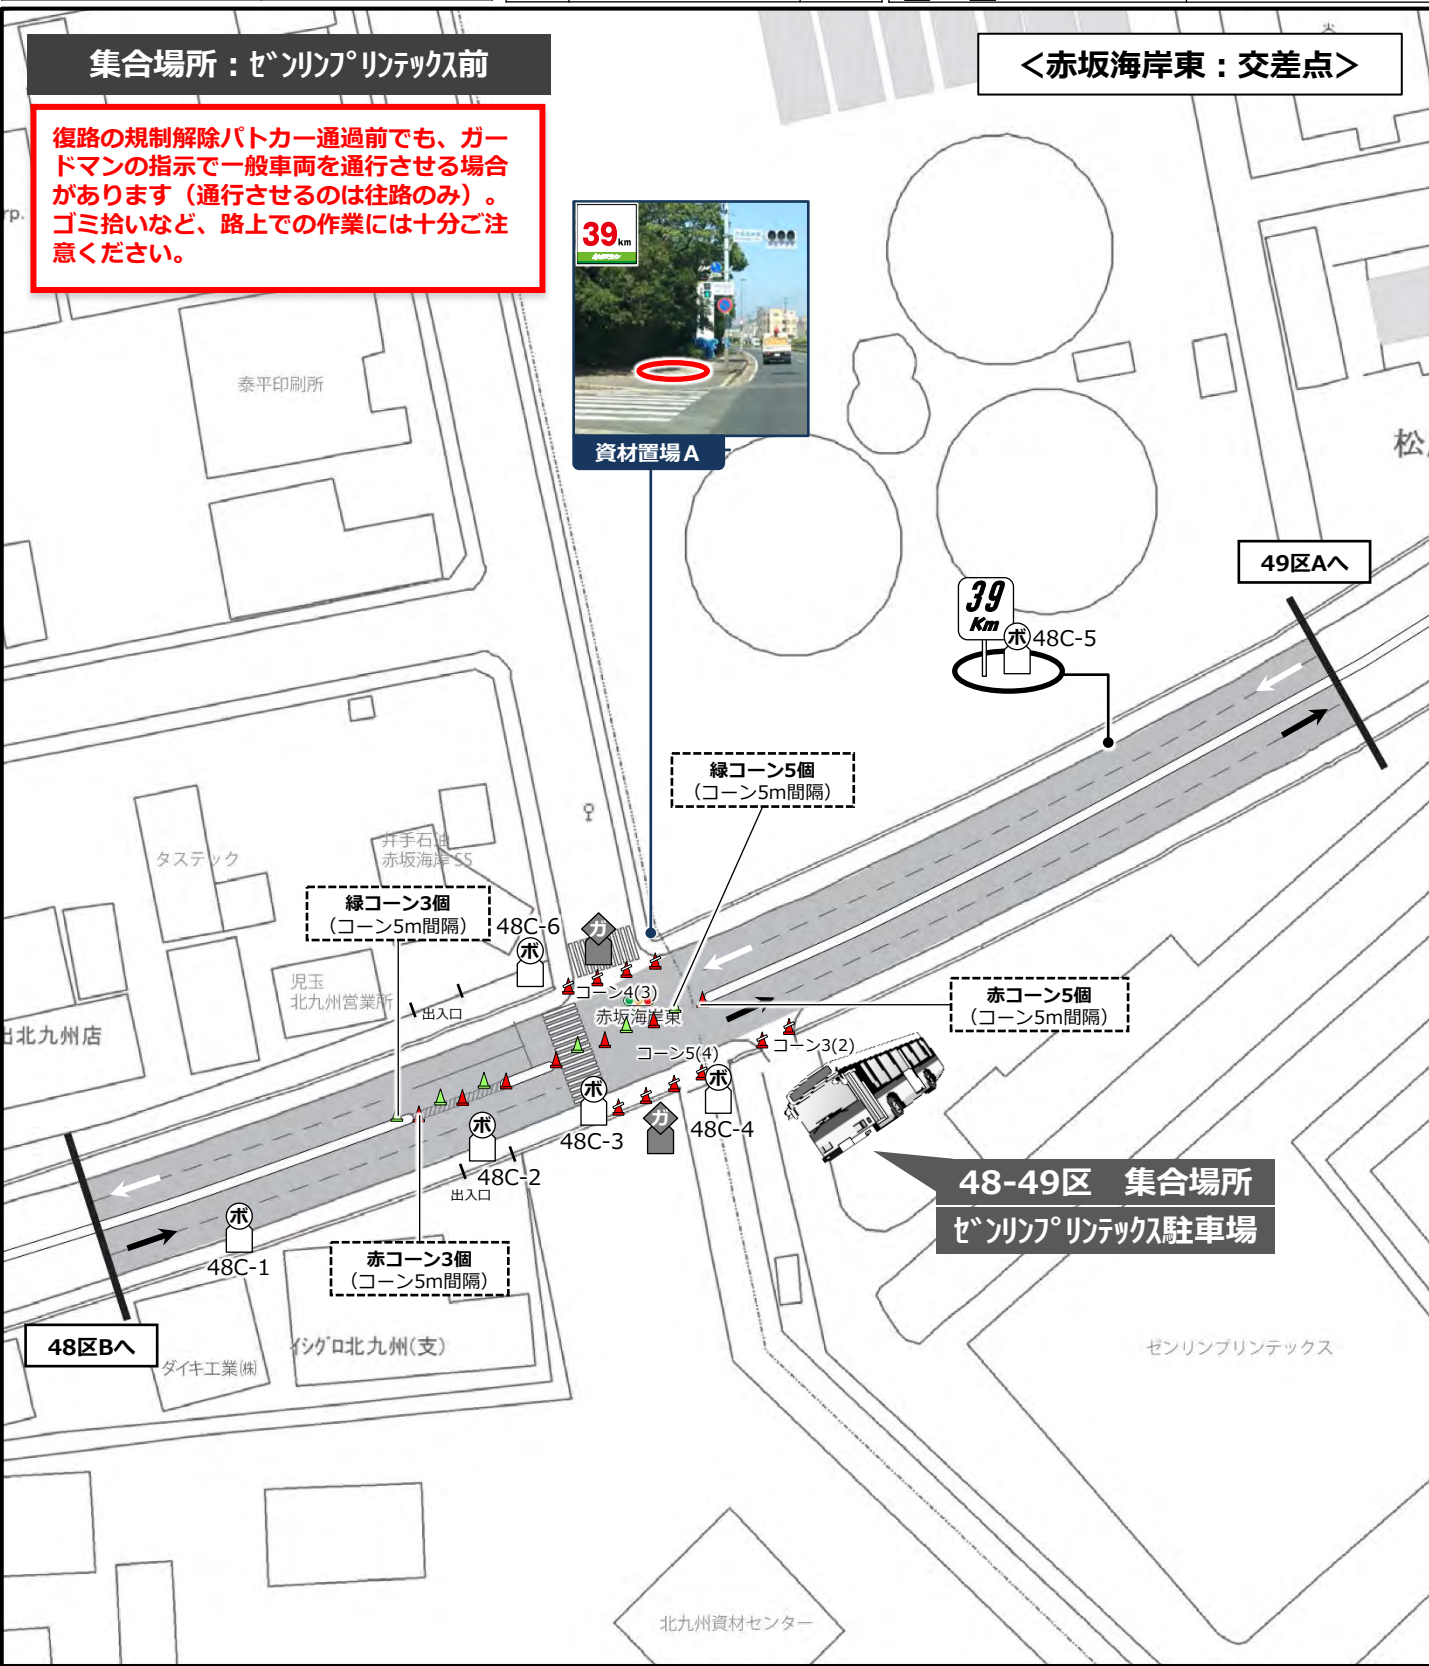 集合場所：ｾﾞﾝﾘﾝﾌﾟﾘﾝﾃｯｸｽ前
＜赤坂海岸東：交差点＞
復路の規制解除パトカー通過前でも、ガー
ドマンの指示で一般車両を通行させる場合
があります（通行させるのは往路のみ）。
ゴミ拾いなど、路上での作業には十分ご注
意ください。
rp.
39km
資材置場A
泰平印刷所
松
49区Aへ
39
Km
ボ 48C-5
緑コーン5個
（コーン5m間隔）
井手石油
赤坂海岸SS
タステック
緑コーン3個
（コーン5m間隔）
48C-6
ボ
ガ
児玉
北九州営業所
出入口
コーン4(3)
赤坂海岸東
赤コーン5個
（コーン5m間隔）
出北九州店
コーン5(4)
コーン3(2)
ボ
48C-3
ボ
48C-4
ガ
ボ
48C-2
出入口
48-49区　集合場所
ｾﾞﾝﾘﾝﾌﾟﾘﾝﾃｯｸｽ駐車場
ボ
48C-1
赤コーン3個
（コーン5m間隔）
48区Bへ
イシグロ北九州(支)
ダイキ工業㈱
ゼンリンプリンテックス
北九州資材センター